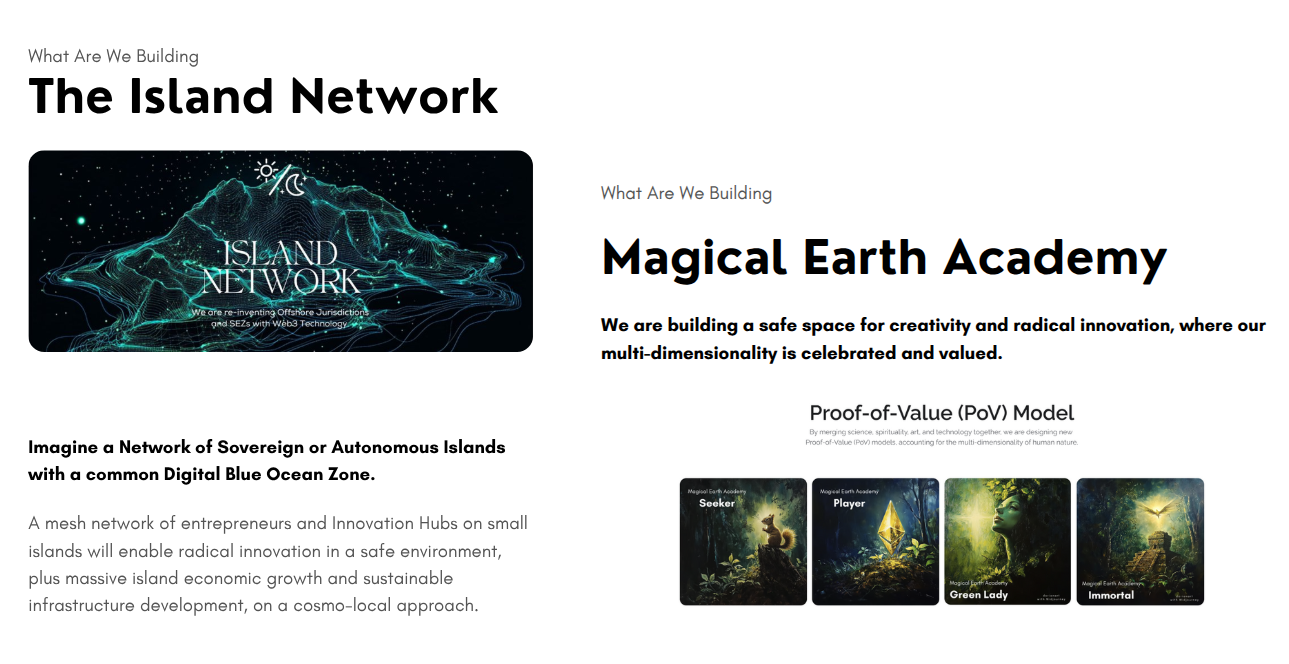 What Are We Building
The Island Network
ISLAND
NETWORK
We are re-inventing Offshore Jurisdictions
and SEZs with Web3 Technology
Imagine a Network of Sovereign or Autonomous Islands
with a common Digital Blue Ocean Zone.
A mesh network of entrepreneurs and Innovation Hubs on small
islands will enable radical innovation in a safe environment,
plus massive island economic growth and sustainable
infrastructure development, on a cosmo-local approach.
What Are We Building
Magical Earth Academy
We are building a safe space for creativity and radical innovation, where our
multi-dimensionality is celebrated and valued.
Proof-of-Value (PoV) Model
By merging science, spirituality, art, and technology together, we are designing new
Proof-of-Value (PoV) models, accounting for the multi-dimensionality of human nature.
Magical Earth Academy
Seeker
Magical Earth Academy
Player
Magical Earth Academy
Green Lady
Magical Earth Academy
Immortal